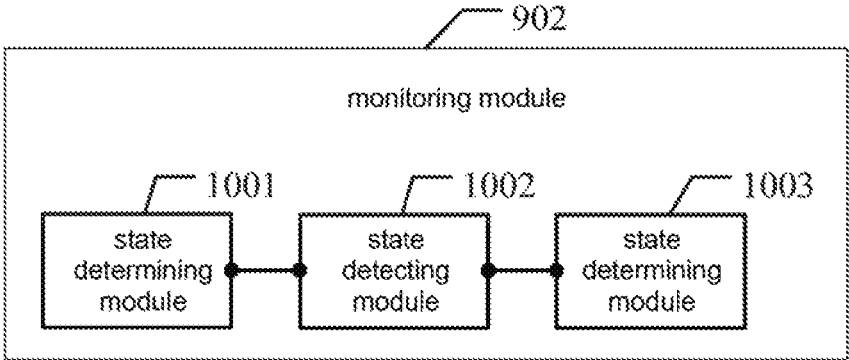 902
monitoring module
1001
1002
1003
state
determining
module
state
detecting
module
state
determining
module